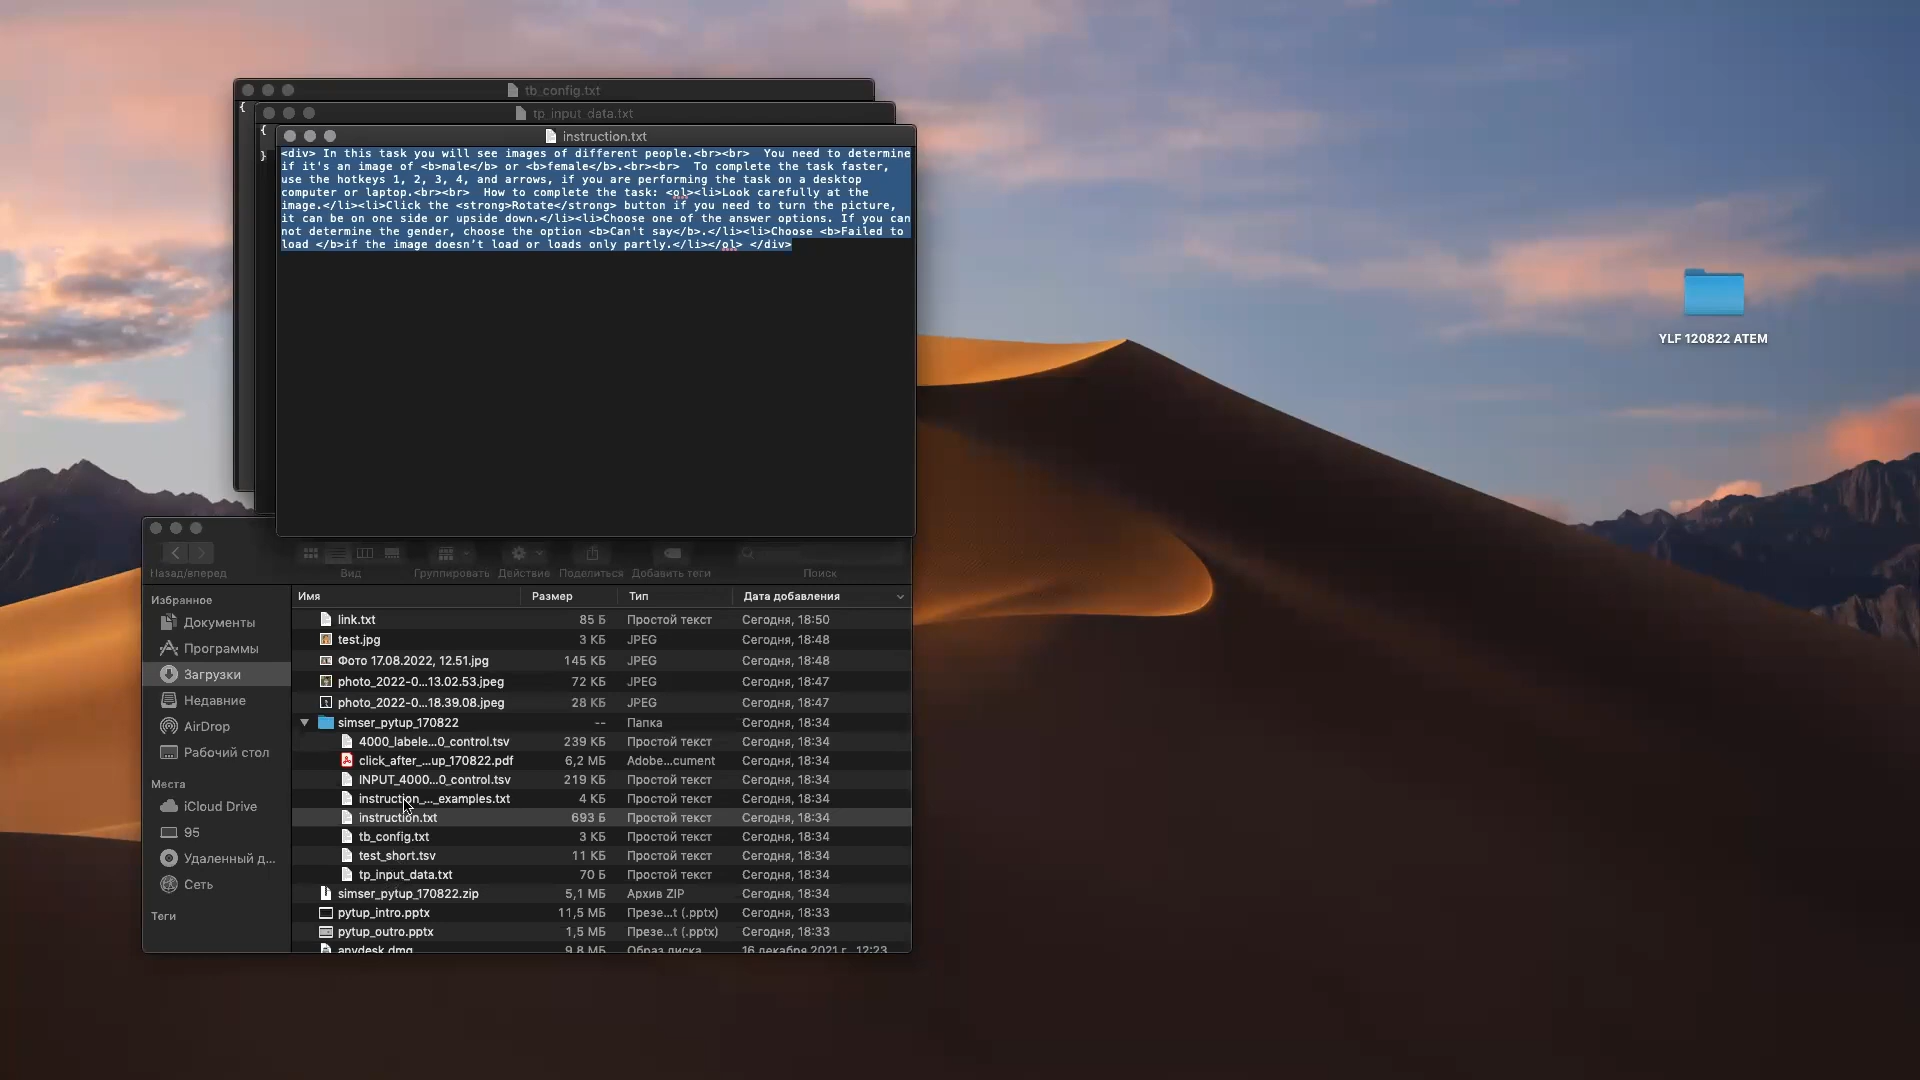 tb_config.txt
{
tp_input_data.txt
{
}
instruction.txt
<div> In this task you will see images of different people.<br><br>  You need to determine
if it's an image of <b>male</b> or <b>female</b>.<br><br>  To complete the task faster,
use the hotkeys 1, 2, 3, 4, and arrows, if you are performing the task on a desktop
computer or laptop.<br><br>  How to complete the task: <ol><li>Look carefully at the
image.</li><li>Click the <strong>Rotate</strong> button if you need to turn the picture,
it can be on one side or upside down.</li><li>Choose one of the answer options. If you can
not determine the gender, choose the option <b>Can't say</b>.</li><li>Choose <b>Failed to
load </b>if the image doesn’t load or loads only partly.</li></ol> </div>
YLF 120822 ATEM
Назад/вперед Вид Группировать Действие Поделиться Добавить теги Поиск
Избранное
Документы
Программы
Загрузки
Недавние
AirDrop
Рабочий стол
Места
iCloud Drive
95
Удаленный д...
Сеть
Теги
Имя Размер Тип Дата добавления
link.txt 85 Б Простой текст Сегодня, 18:50
test.jpg 3 КБ JPEG Сегодня, 18:48
Фото 17.08.2022, 12.51.jpg 145 КБ JPEG Сегодня, 18:48
photo_2022-0...13.02.53.jpeg 72 КБ JPEG Сегодня, 18:47
photo_2022-0...18.39.08.jpeg 28 КБ JPEG Сегодня, 18:47
simser_pytup_170822 -- Папка Сегодня, 18:34
4000_labele...0_control.tsv 239 КБ Простой текст Сегодня, 18:34
click_after_...up_170822.pdf 6,2 МБ Adobe...cument Сегодня, 18:34
INPUT_4000...0_control.tsv 219 КБ Простой текст Сегодня, 18:34
instruction_..._examples.txt 4 КБ Простой текст Сегодня, 18:34
instruction.txt 693 Б Простой текст Сегодня, 18:34
tb_config.txt 3 КБ Простой текст Сегодня, 18:34
test_short.tsv 11 КБ Простой текст Сегодня, 18:34
tp_input_data.txt 70 Б Простой текст Сегодня, 18:34
simser_pytup_170822.zip 5,1 МБ Архив ZIP Сегодня, 18:34
pytup_intro.pptx 11,5 МБ Презе...t (.pptx) Сегодня, 18:33
pytup_outro.pptx 1,5 МБ Презе...t (.pptx) Сегодня, 18:33
anydesk.dmg 9,8 МБ Образ диска 16 декабря 2021 г., 12:23